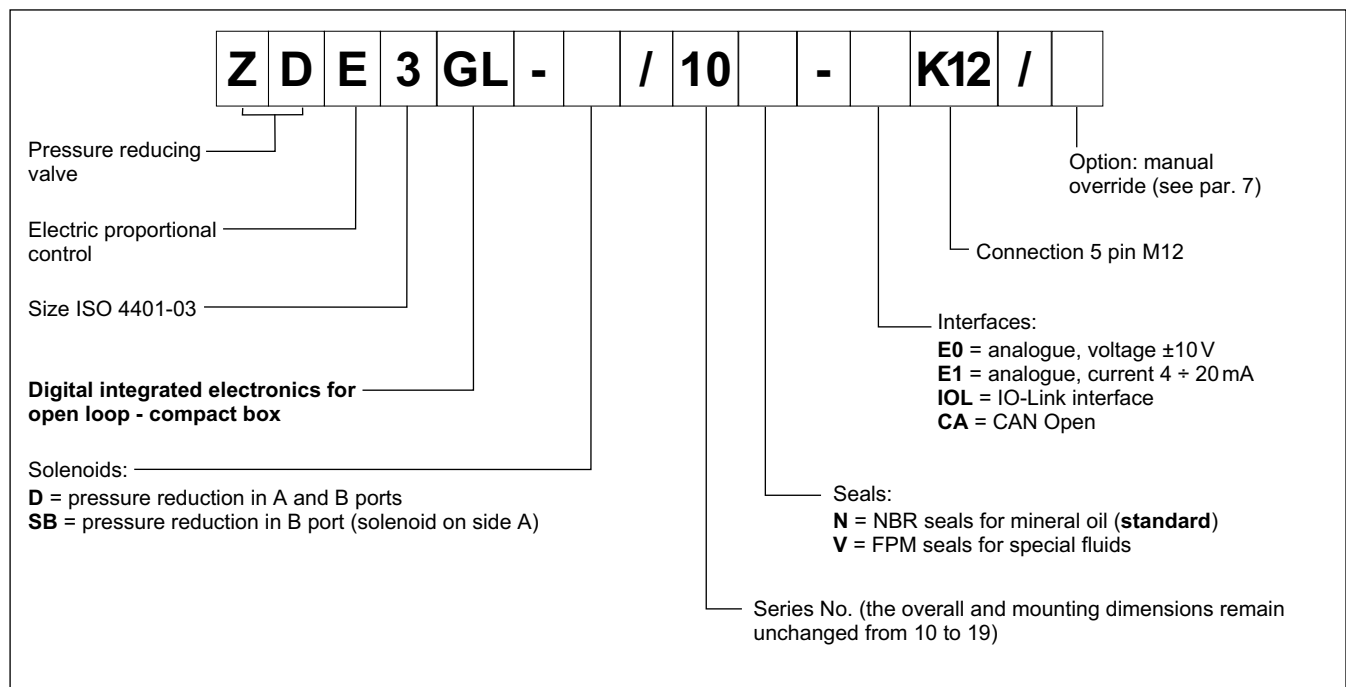 Z D E 3 GL - / 10 - K12 /
Pressure reducing
valve
Electric proportional
control
Size ISO 4401-03
Digital integrated electronics for
open loop - compact box
Solenoids:
D = pressure reduction in A and B ports
SB = pressure reduction in B port (solenoid on side A)
Option: manual
override (see par. 7)
Connection 5 pin M12
Interfaces:
E0 = analogue, voltage ±10 V
E1 = analogue, current 4 ÷ 20 mA
IOL = IO-Link interface
CA = CAN Open
Seals:
N = NBR seals for mineral oil (standard)
V = FPM seals for special fluids
Series No. (the overall and mounting dimensions remain
unchanged from 10 to 19)